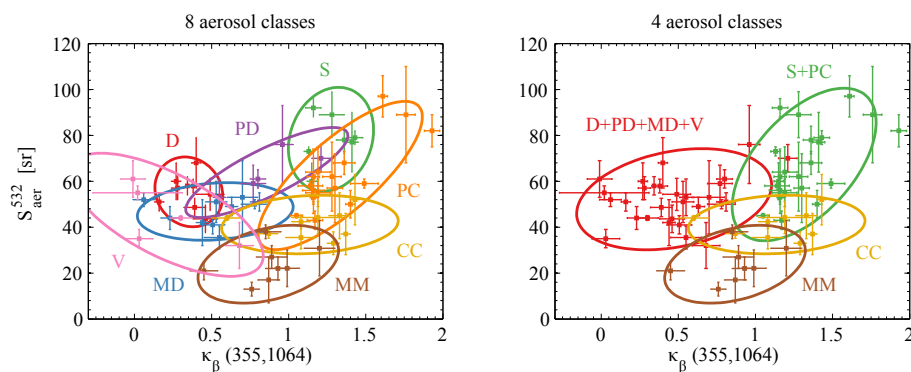 8 aerosol classes
120
100
80
60
40
20
0
S^532_aer [sr]
S
D
PD
PC
V
MD
MM
CC
0 0.5 1 1.5 2
κ_β (355,1064)
4 aerosol classes
120
100
80
60
40
20
0
S+PC
D+PD+MD+V
CC
MM
0 0.5 1 1.5 2
κ_β (355,1064)